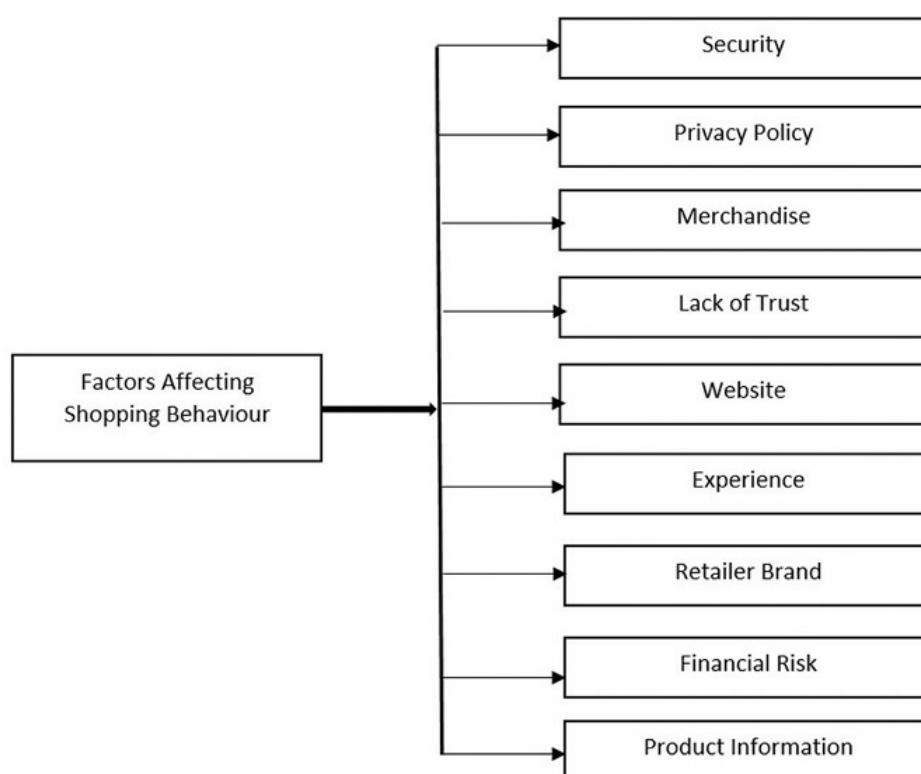 Security
Privacy Policy
Merchandise
Lack of Trust
Factors Affecting
Shopping Behaviour
Website
Experience
Retailer Brand
Financial Risk
Product Information